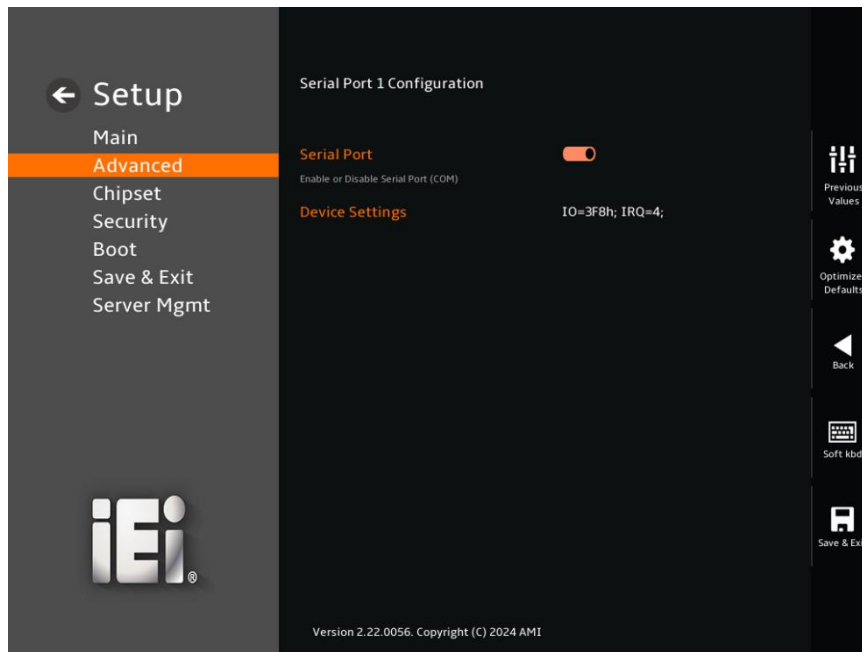 Setup
Main
Advanced
Chipset
Security
Boot
Save & Exit
Server Mgmt
iEi
®
Serial Port 1 Configuration
Serial Port
Enable or Disable Serial Port (COM)
Device Settings IO=3F8h; IRQ=4;
Version 2.22.0056. Copyright (C) 2024 AMI
Previous
Values
Optimize
Defaults
Back
Soft kbd
Save & Exi